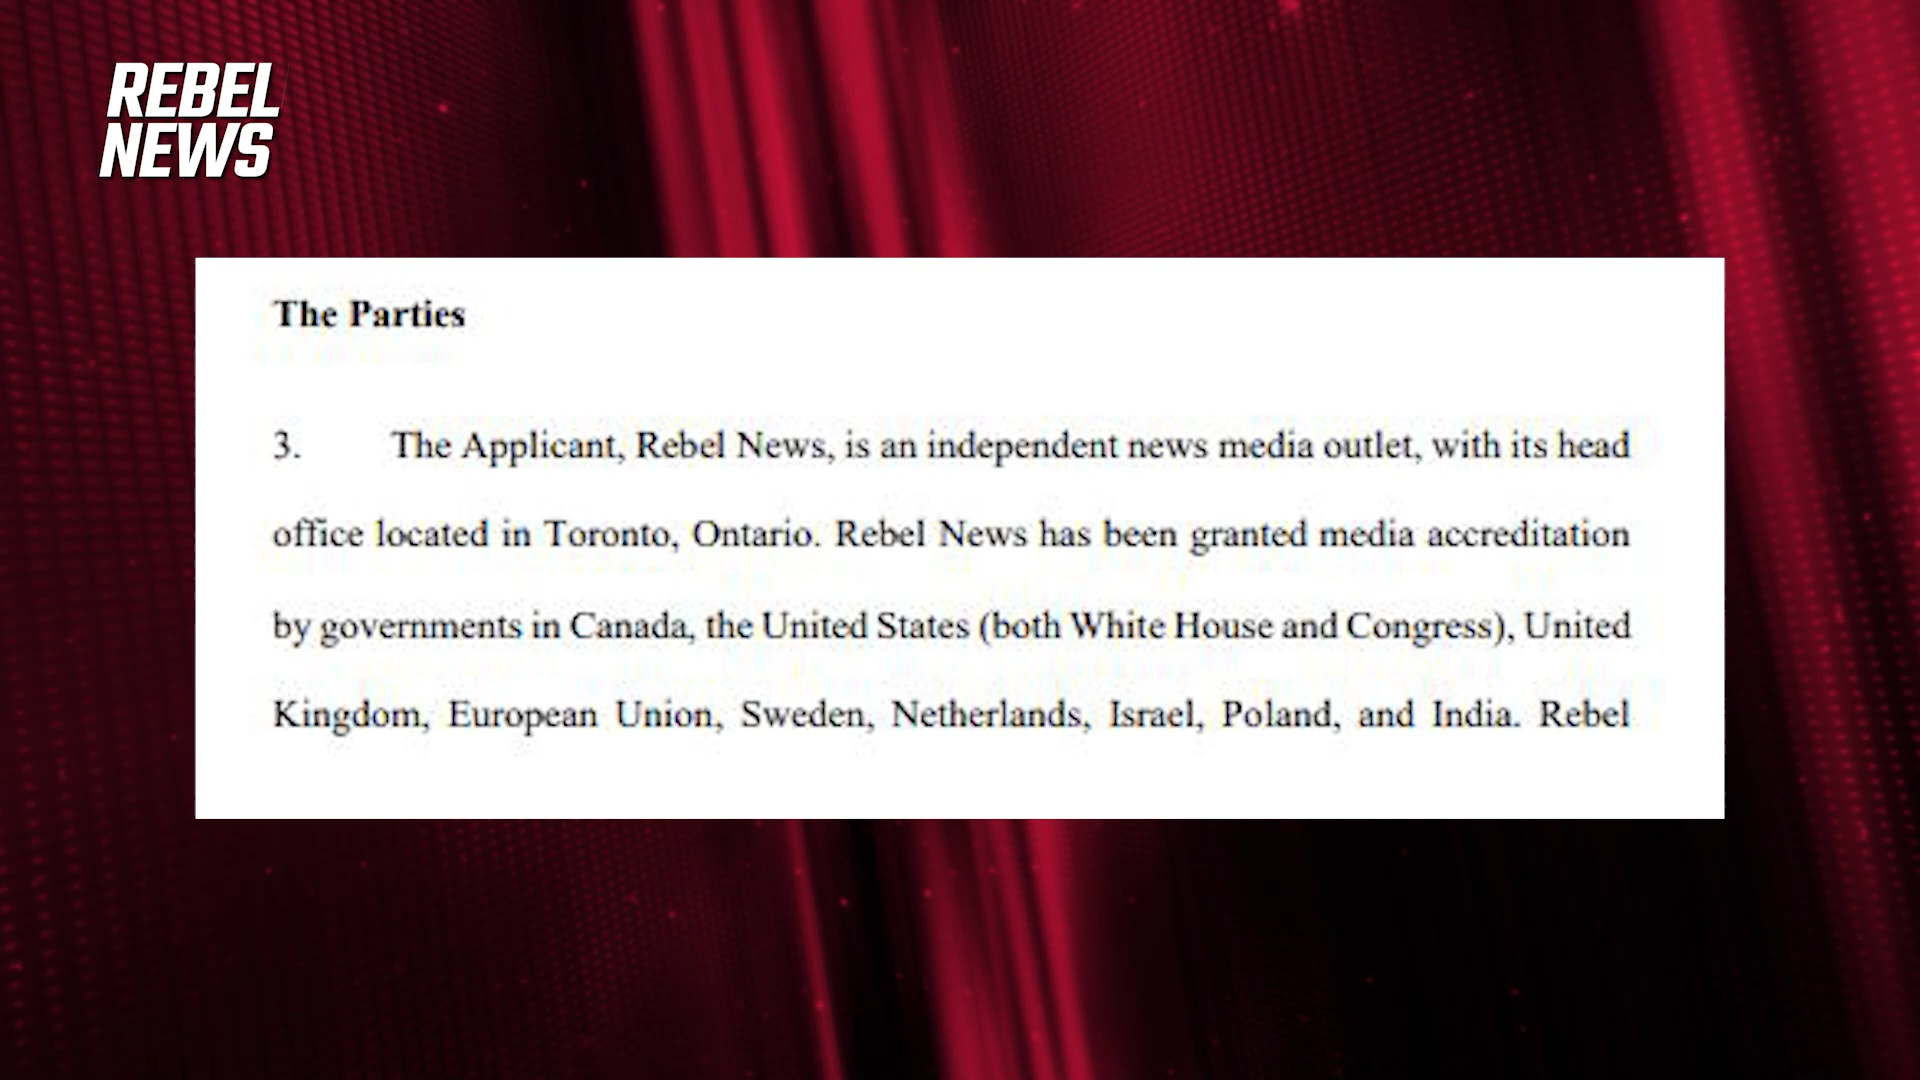 REBEL
NEWS
The Parties
3. The Applicant, Rebel News, is an independent news media outlet, with its head
office located in Toronto, Ontario. Rebel News has been granted media accreditation
by governments in Canada, the United States (both White House and Congress), United
Kingdom, European Union, Sweden, Netherlands, Israel, Poland, and India. Rebel